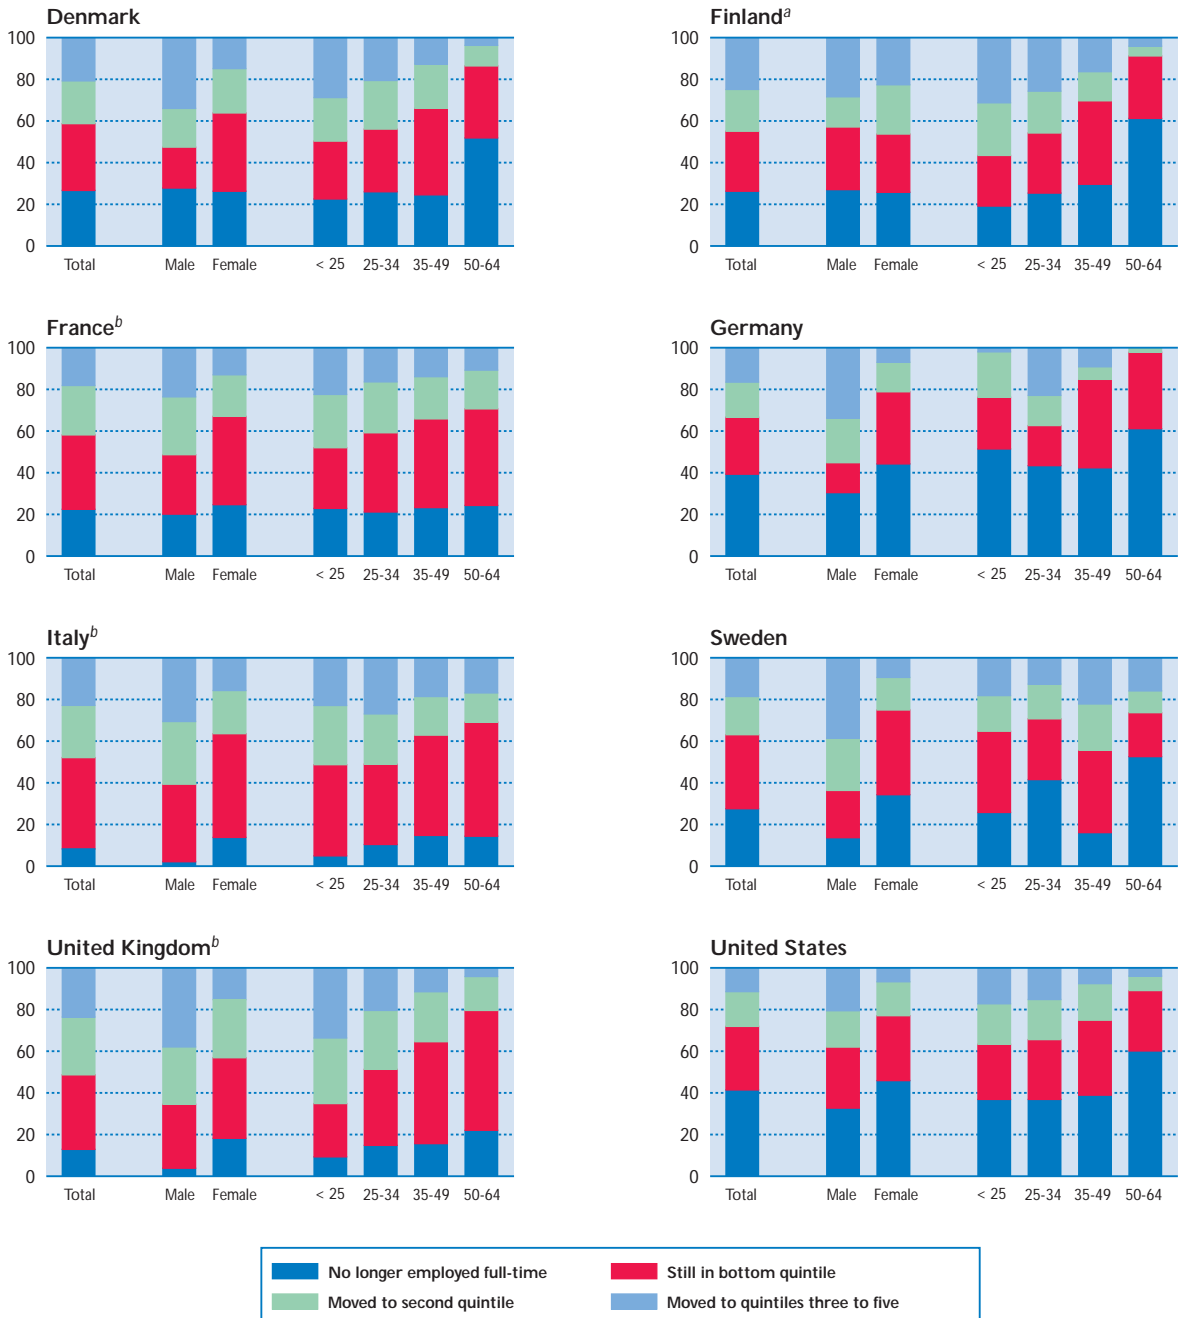 Denmark
100
80
60
40
20
0
Total Male Female < 25 25-34 35-49 50-64
Finlandᵃ
100
80
60
40
20
0
Total Male Female < 25 25-34 35-49 50-64
Franceᵇ
100
80
60
40
20
0
Total Male Female < 25 25-34 35-49 50-64
Germany
100
80
60
40
20
0
Total Male Female < 25 25-34 35-49 50-64
Italyᵇ
100
80
60
40
20
0
Total Male Female < 25 25-34 35-49 50-64
Sweden
100
80
60
40
20
0
Total Male Female < 25 25-34 35-49 50-64
United Kingdomᵇ
100
80
60
40
20
0
Total Male Female < 25 25-34 35-49 50-64
United States
100
80
60
40
20
0
Total Male Female < 25 25-34 35-49 50-64
No longer employed full-time
Still in bottom quintile
Moved to second quintile
Moved to quintiles three to five